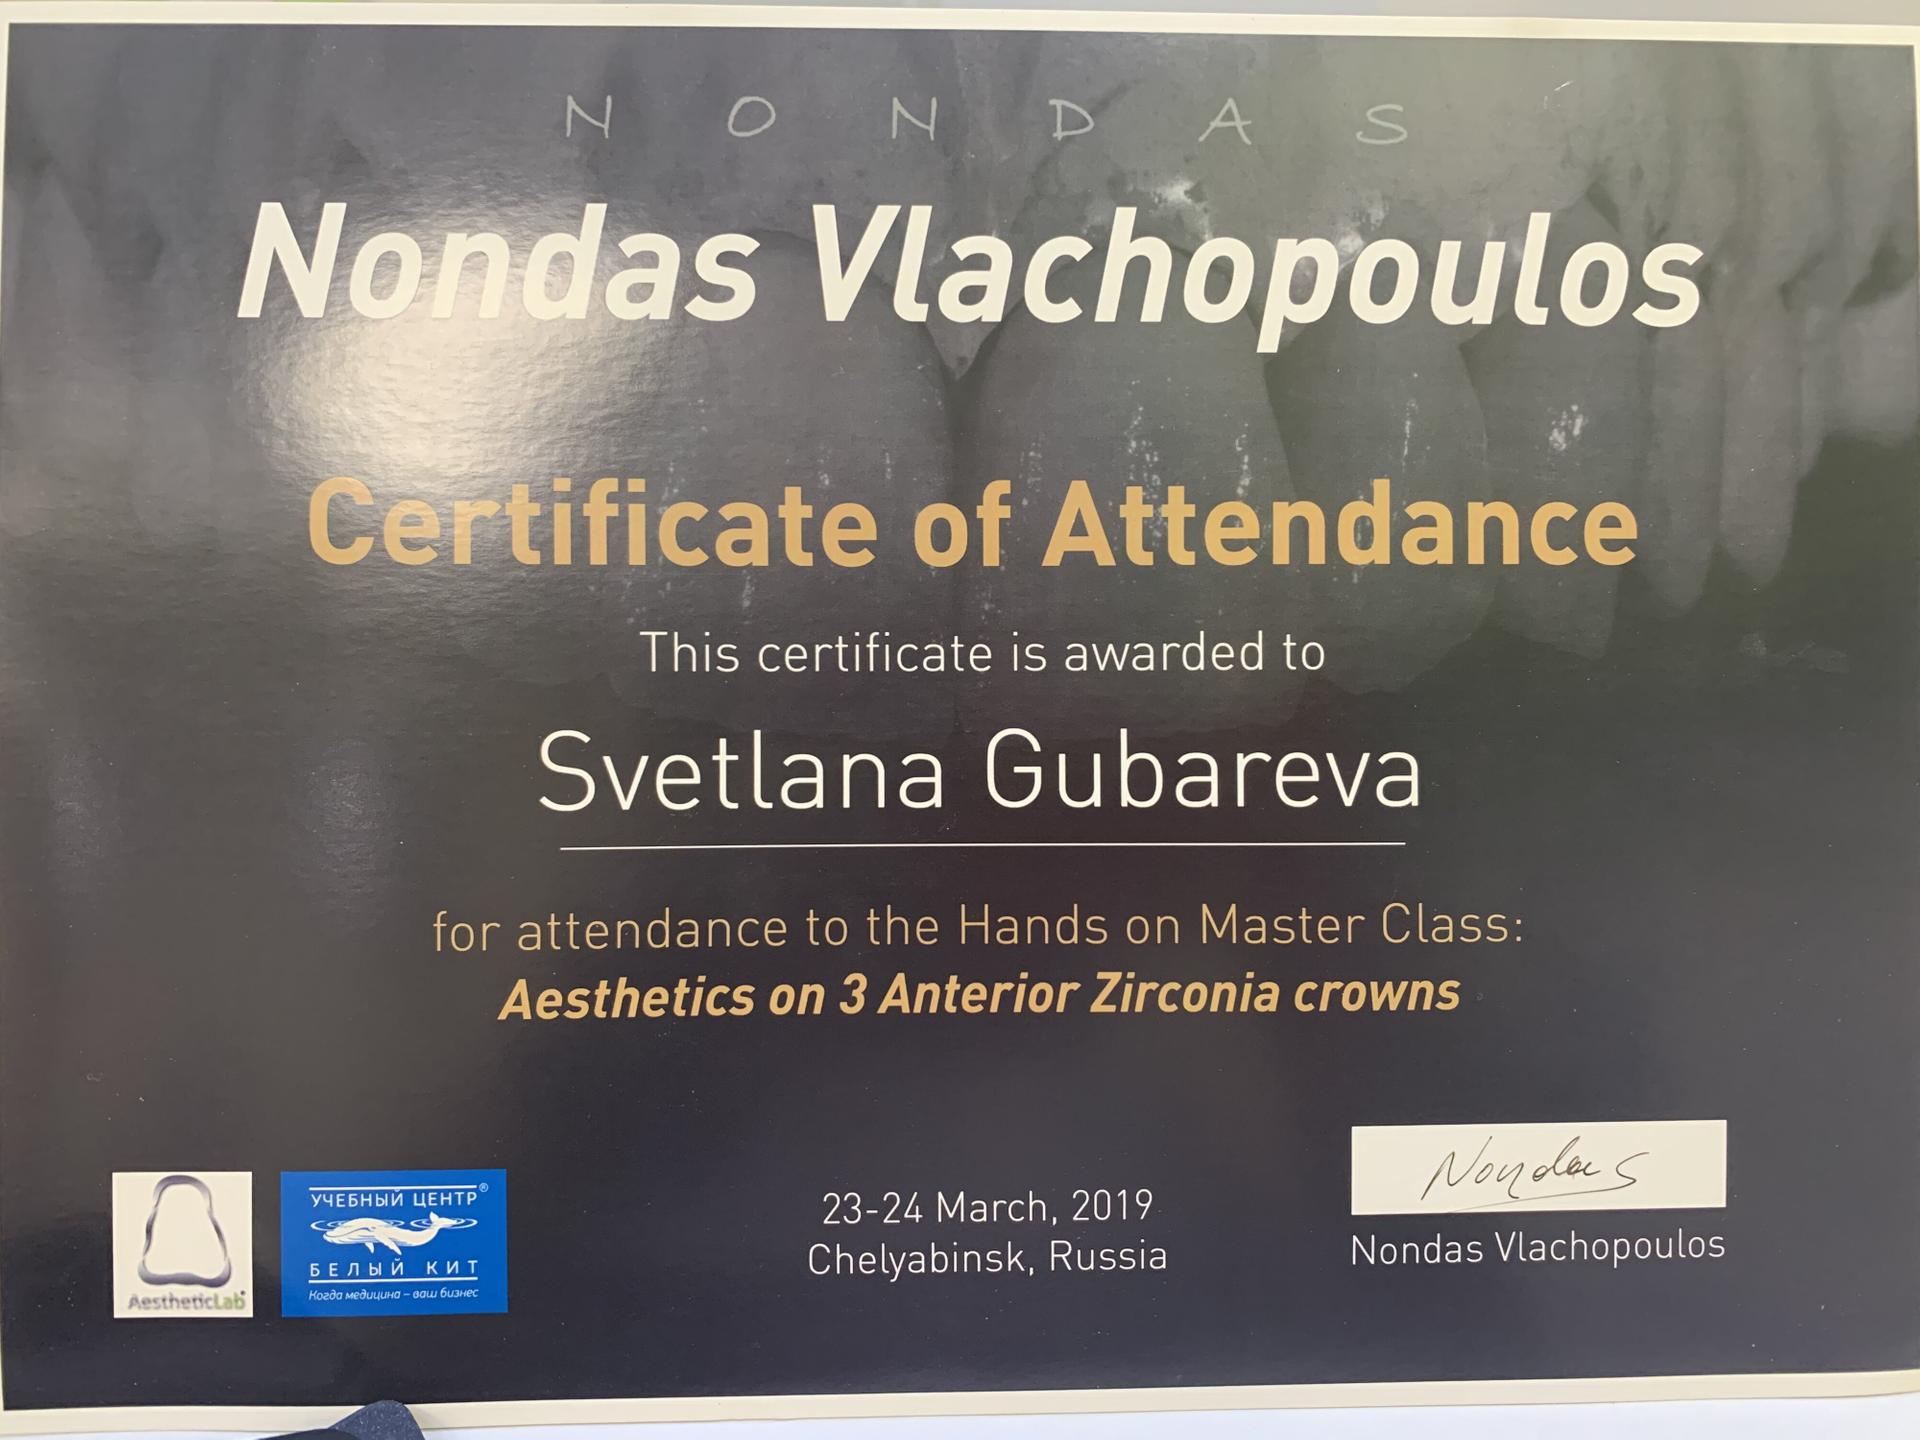 N O N D A S
Nondas Vlachopoulos
Certificate of Attendance
This certificate is awarded to
Svetlana Gubareva
for attendance to the Hands on Master Class:
Aesthetics on 3 Anterior Zirconia crowns
AestheticLab
УЧЕБНЫЙ ЦЕНТР®
БЕЛЫЙ КИТ
Когда медицина – ваш бизнес
23-24 March, 2019
Chelyabinsk, Russia
Nondas
Nondas Vlachopoulos